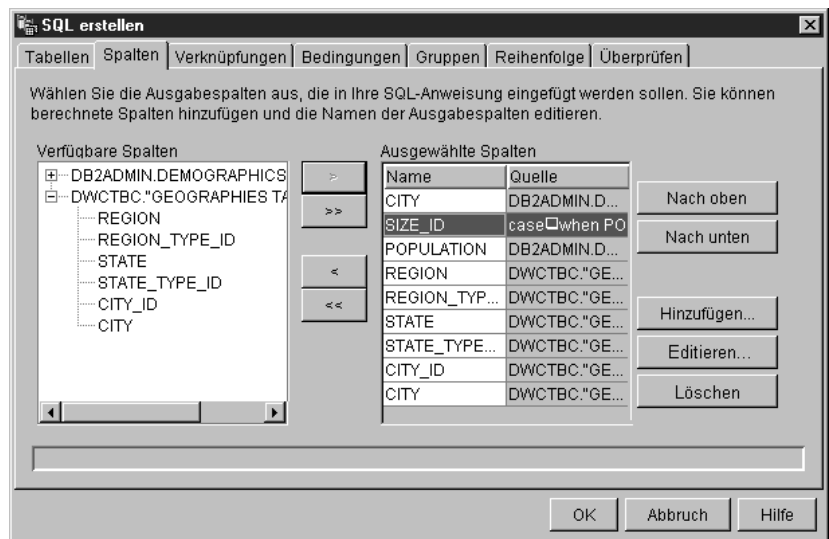 SQL erstellen
Tabellen Spalten Verknüpfungen Bedingungen Gruppen Reihenfolge Überprüfen
Wählen Sie die Ausgabespalten aus, die in Ihre SQL-Anweisung eingefügt werden sollen. Sie können
berechnete Spalten hinzufügen und die Namen der Ausgabespalten editieren.
Verfügbare Spalten
DB2ADMIN.DEMOGRAPHICS
DWCTBC."GEOGRAPHIES TA
REGION
REGION_TYPE_ID
STATE
STATE_TYPE_ID
CITY_ID
CITY
>
>>
<
<<
Ausgewählte Spalten
Name Quelle
CITY DB2ADMIN.D...
SIZE_ID case□when PO
POPULATION DB2ADMIN.D...
REGION DWCTBC."GE...
REGION_TYP... DWCTBC."GE...
STATE DWCTBC."GE...
STATE_TYPE... DWCTBC."GE...
CITY_ID DWCTBC."GE...
CITY DWCTBC."GE...
Nach oben
Nach unten
Hinzufügen...
Editieren...
Löschen
OK Abbruch Hilfe